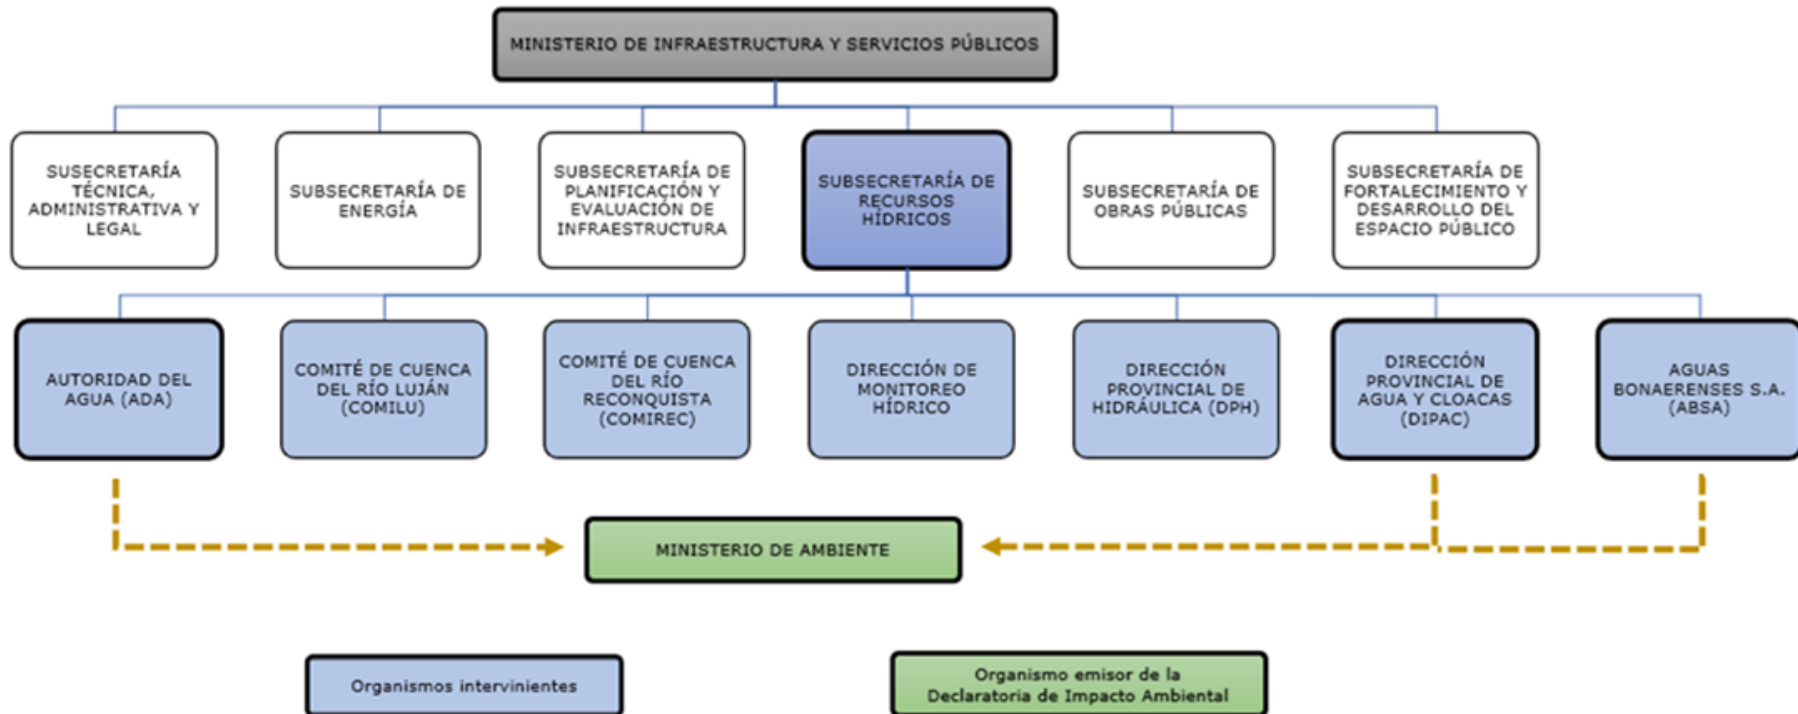 MINISTERIO DE INFRAESTRUCTURA Y SERVICIOS PÚBLICOS
SUSECRETARÍA
TÉCNICA,
ADMINISTRATIVA Y
LEGAL
SUBSECRETARÍA DE
ENERGÍA
SUBSECRETARÍA DE
PLANIFICACIÓN Y
EVALUACIÓN DE
INFRAESTRUCTURA
SUBSECRETARÍA DE
RECURSOS
HÍDRICOS
SUBSECRETARÍA DE
OBRAS PÚBLICAS
SUBSECRETARÍA DE
FORTALECIMIENTO Y
DESARROLLO DEL
ESPACIO PÚBLICO
AUTORIDAD DEL
AGUA (ADA)
COMITÉ DE CUENCA
DEL RÍO LUJÁN
(COMILU)
COMITÉ DE CUENCA
DEL RÍO
RECONQUISTA
(COMIREC)
DIRECCIÓN DE
MONITOREO
HÍDRICO
DIRECCIÓN
PROVINCIAL DE
HIDRÁULICA (DPH)
DIRECCIÓN
PROVINCIAL DE
AGUA Y CLOACAS
(DIPAC)
AGUAS
BONAERENSES S.A.
(ABSA)
MINISTERIO DE AMBIENTE
Organismos intervinientes
Organismo emisor de la
Declaratoria de Impacto Ambiental